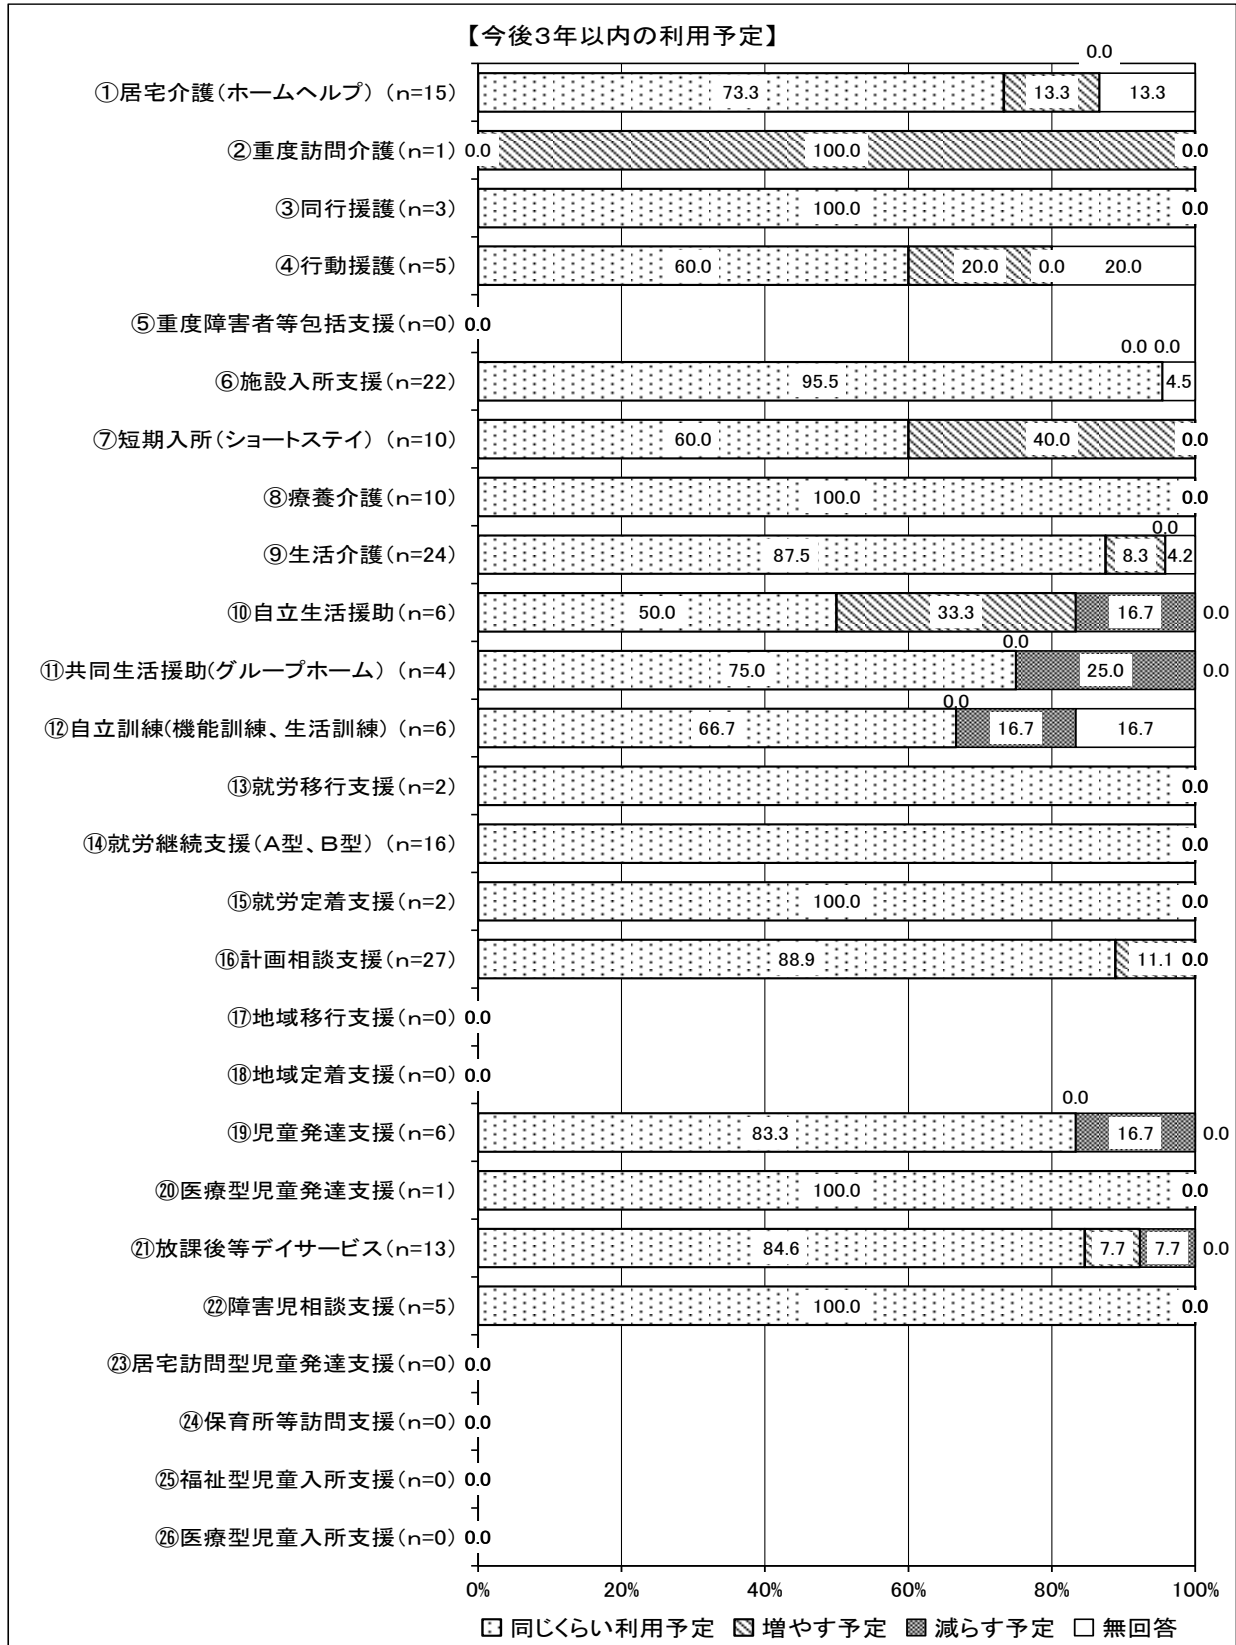 【今後3年以内の利用予定】
0.0
①居宅介護(ホームヘルプ) (n=15) 73.3 13.3 13.3
②重度訪問介護(n=1) 0.0 100.0 0.0
③同行援護(n=3) 100.0 0.0
④行動援護(n=5) 60.0 20.0 0.0 20.0
⑤重度障害者等包括支援(n=0) 0.0
0.0 0.0
⑥施設入所支援(n=22) 95.5 4.5
⑦短期入所(ショートステイ) (n=10) 60.0 40.0 0.0
⑧療養介護(n=10) 100.0 0.0
0.0
⑨生活介護(n=24) 87.5 8.3 4.2
⑩自立生活援助(n=6) 50.0 33.3 16.7 0.0
0.0
⑪共同生活援助(グループホーム) (n=4) 75.0 25.0 0.0
0.0
⑫自立訓練(機能訓練、生活訓練) (n=6) 66.7 16.7 16.7
⑬就労移行支援(n=2) 0.0
⑭就労継続支援(A型、B型) (n=16) 0.0
⑮就労定着支援(n=2) 100.0 0.0
⑯計画相談支援(n=27) 88.9 11.1 0.0
⑰地域移行支援(n=0) 0.0
⑱地域定着支援(n=0) 0.0
0.0
⑲児童発達支援(n=6) 83.3 16.7 0.0
⑳医療型児童発達支援(n=1) 100.0 0.0
㉑放課後等デイサービス(n=13) 84.6 7.7 7.7 0.0
㉒障害児相談支援(n=5) 100.0 0.0
㉓居宅訪問型児童発達支援(n=0) 0.0
㉔保育所等訪問支援(n=0) 0.0
㉕福祉型児童入所支援(n=0) 0.0
㉖医療型児童入所支援(n=0) 0.0
0% 20% 40% 60% 80% 100%
同じくらい利用予定 増やす予定 減らす予定 無回答